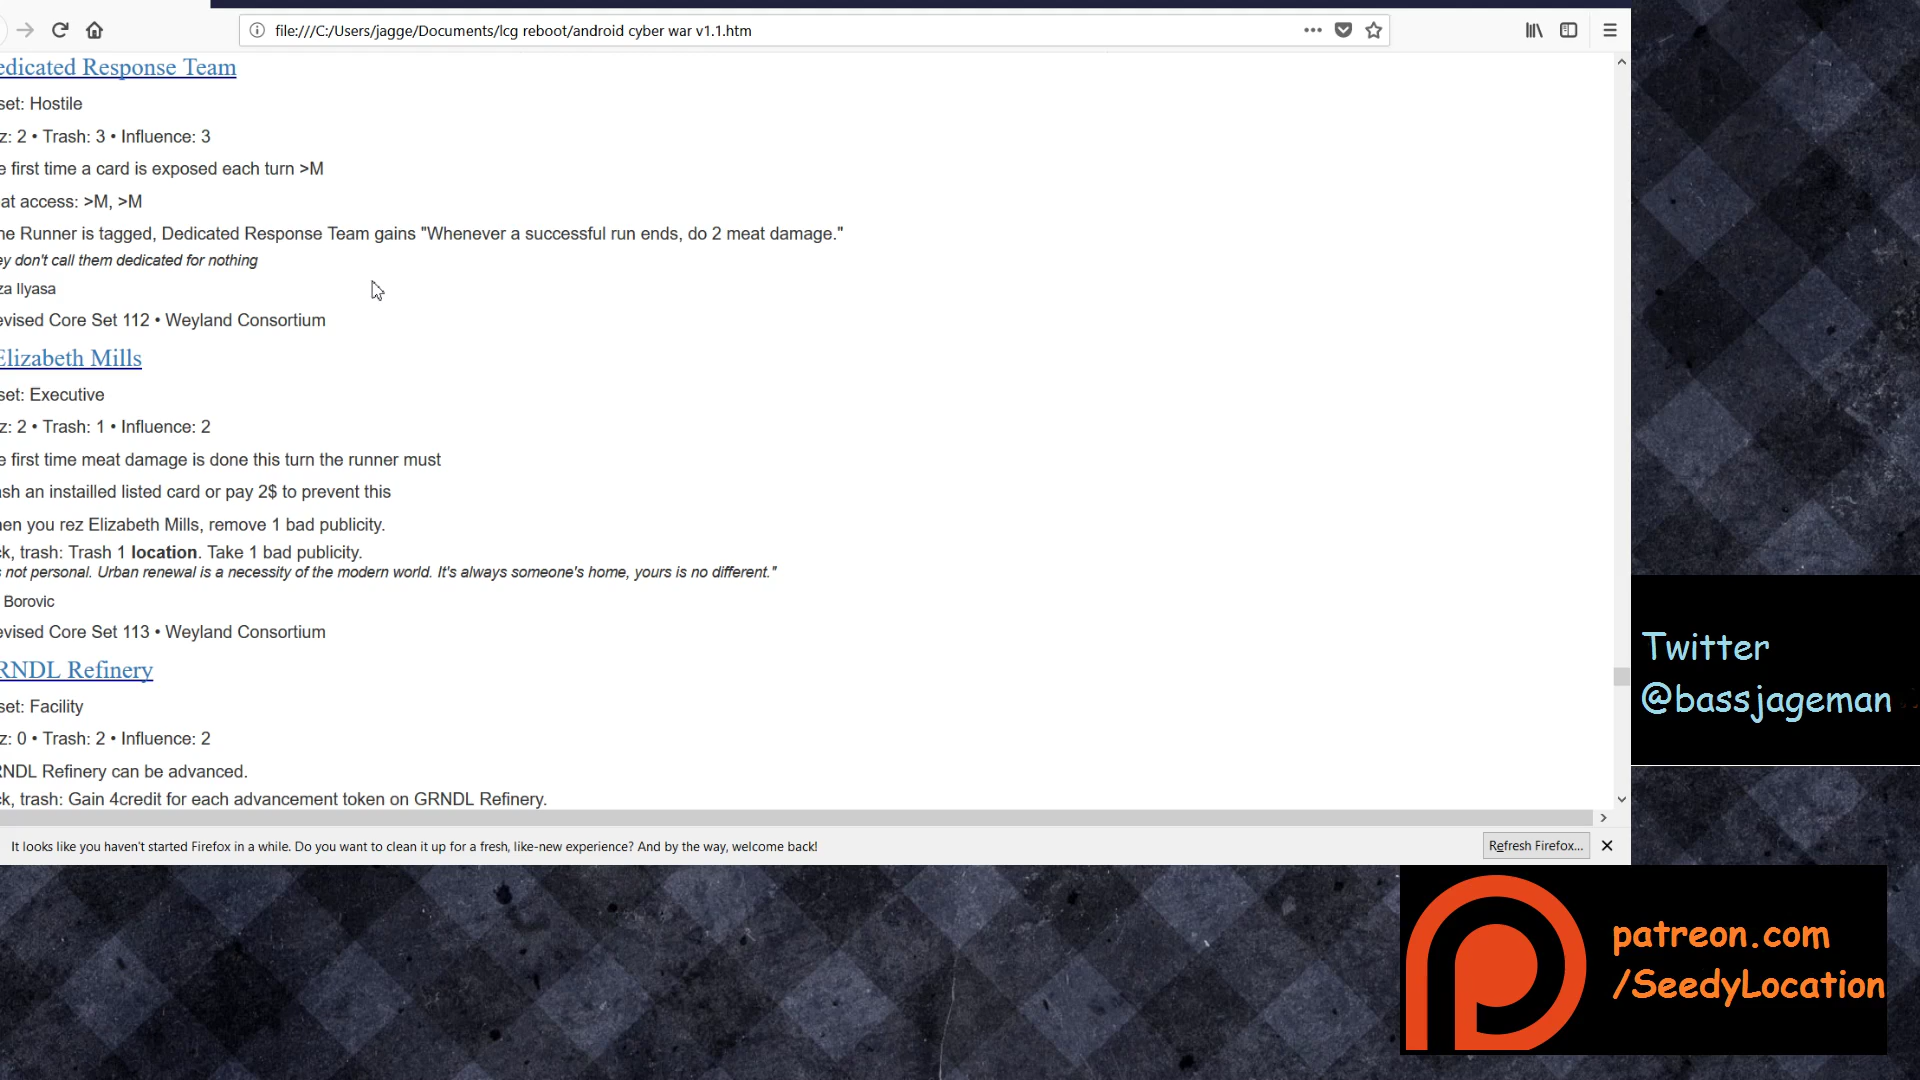 file:///C:/Users/jagge/Documents/lcg reboot/android cyber war v1.1.htm
edicated Response Team
set: Hostile
z: 2 • Trash: 3 • Influence: 3
e first time a card is exposed each turn >M
at access: >M, >M
he Runner is tagged, Dedicated Response Team gains "Whenever a successful run ends, do 2 meat damage."
ey don't call them dedicated for nothing
za Ilyasa
evised Core Set 112 • Weyland Consortium
Elizabeth Mills
set: Executive
z: 2 • Trash: 1 • Influence: 2
e first time meat damage is done this turn the runner must
ash an instailled listed card or pay 2$ to prevent this
hen you rez Elizabeth Mills, remove 1 bad publicity.
ck, trash: Trash 1 location. Take 1 bad publicity.
s not personal. Urban renewal is a necessity of the modern world. It's always someone's home, yours is no different."
Borovic
evised Core Set 113 • Weyland Consortium
RNDL Refinery
set: Facility
z: 0 • Trash: 2 • Influence: 2
RNDL Refinery can be advanced.
ck, trash: Gain 4credit for each advancement token on GRNDL Refinery.
It looks like you haven't started Firefox in a while. Do you want to clean it up for a fresh, like-new experience? And by the way, welcome back!
Refresh Firefox...
Twitter
@bassjageman
patreon.com
/SeedyLocation